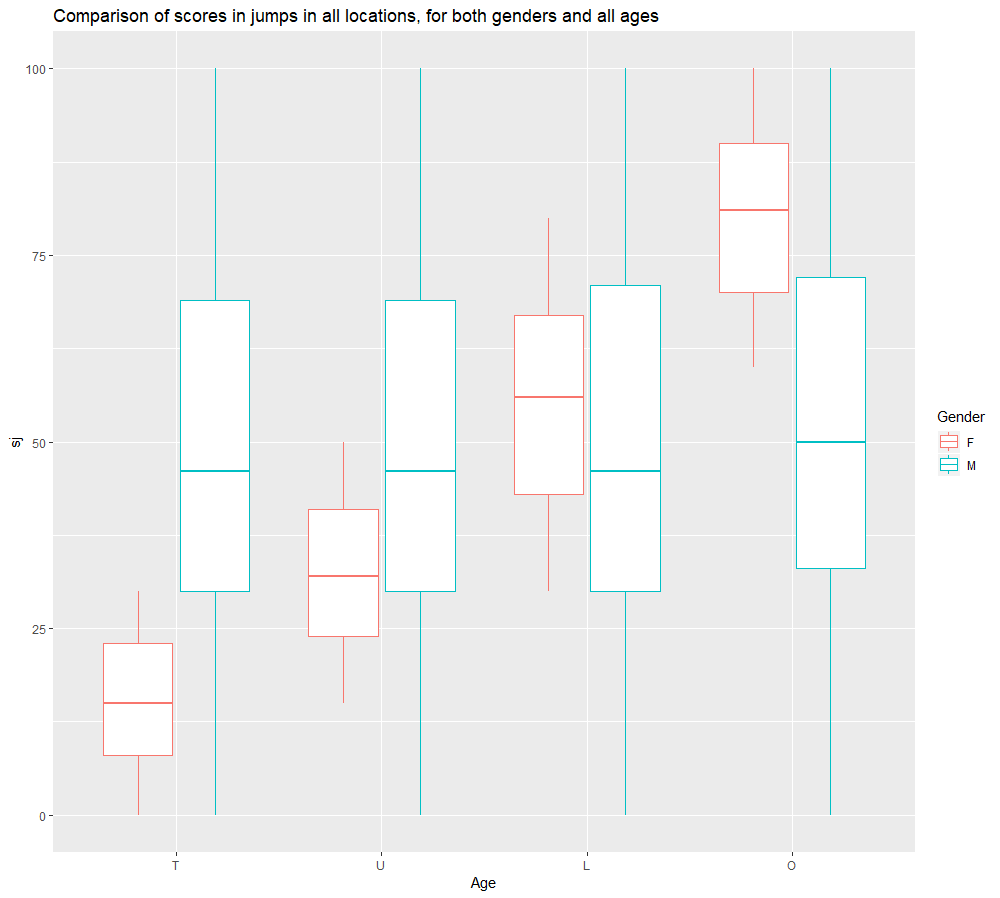 Comparison of scores in jumps in all locations, for both genders and all ages
100
75
50
25
0
sj
T U L O
Age
Gender
F
M